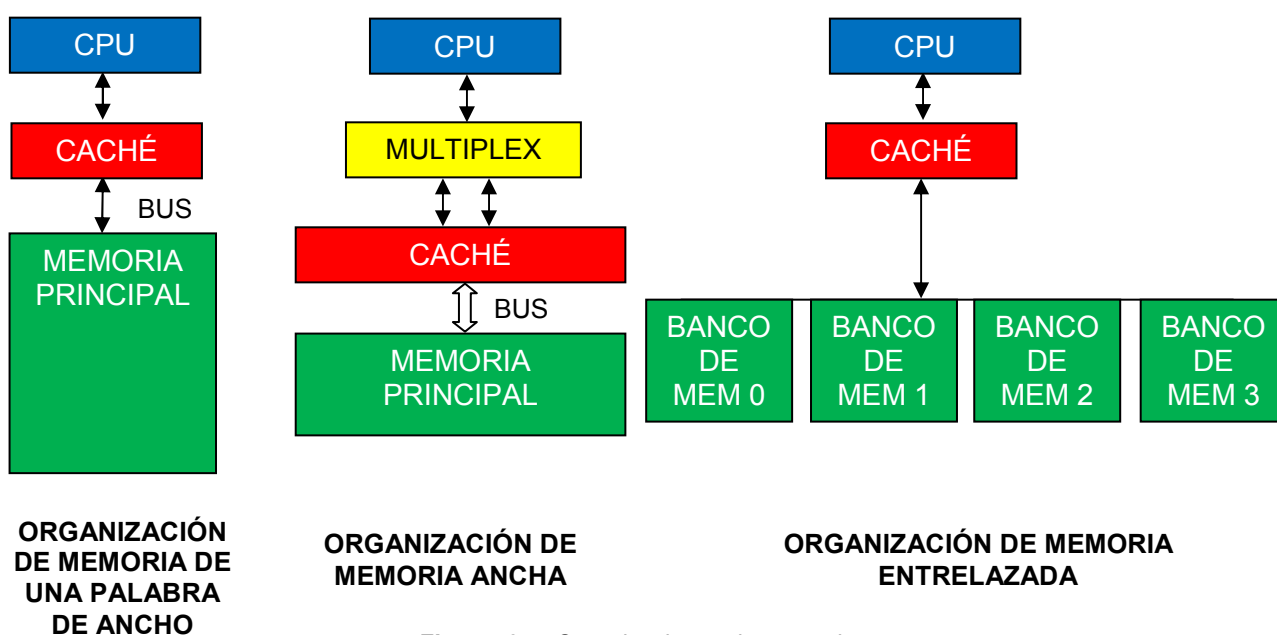 CPU
CACHÉ
BUS
MEMORIA
PRINCIPAL
ORGANIZACIÓN
DE MEMORIA DE
UNA PALABRA
DE ANCHO
CPU
MULTIPLEX
CACHÉ
BUS
MEMORIA
PRINCIPAL
ORGANIZACIÓN DE
MEMORIA ANCHA
CPU
CACHÉ
BANCO
DE
MEM 0
BANCO
DE
MEM 1
BANCO
DE
MEM 2
BANCO
DE
MEM 3
ORGANIZACIÓN DE MEMORIA
ENTRELAZADA